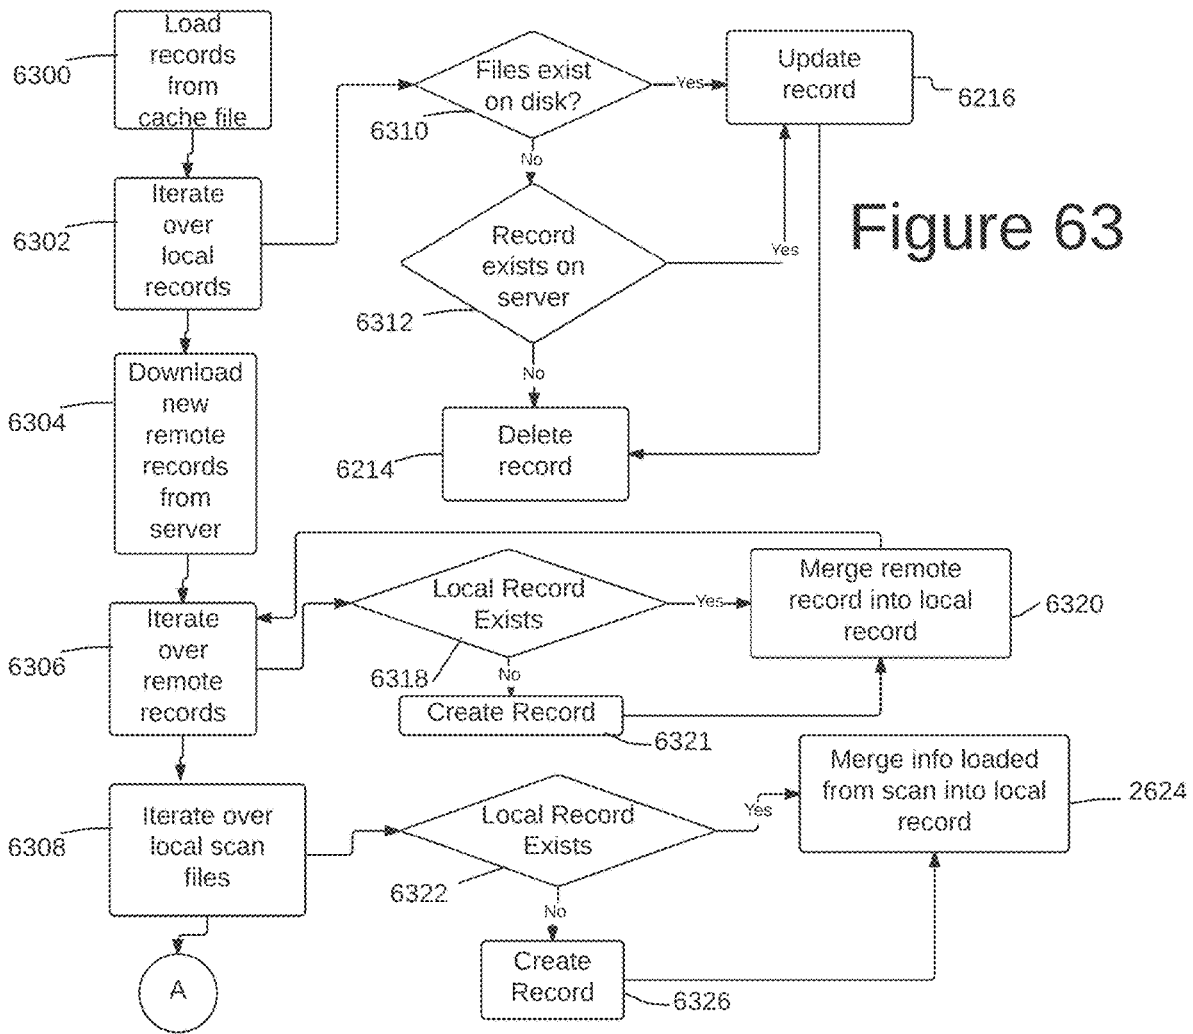 Load
records
from
cache file
6300
Files exist
on disk?
6310
Yes
Update
record
6216
No
Iterate
over
local
records
6302
Figure 63
Record
exists on
server
6312
Yes
No
Download
new
remote
records
from
server
6304
Delete
record
6214
Iterate
over
remote
records
6306
Local Record
Exists
6318
Yes
Merge remote
record into local
record
6320
No
Create Record
6321
Iterate over
local scan
files
6308
Local Record
Exists
6322
Yes
Merge info loaded
from scan into local
record
2624
No
Create
Record
6326
A